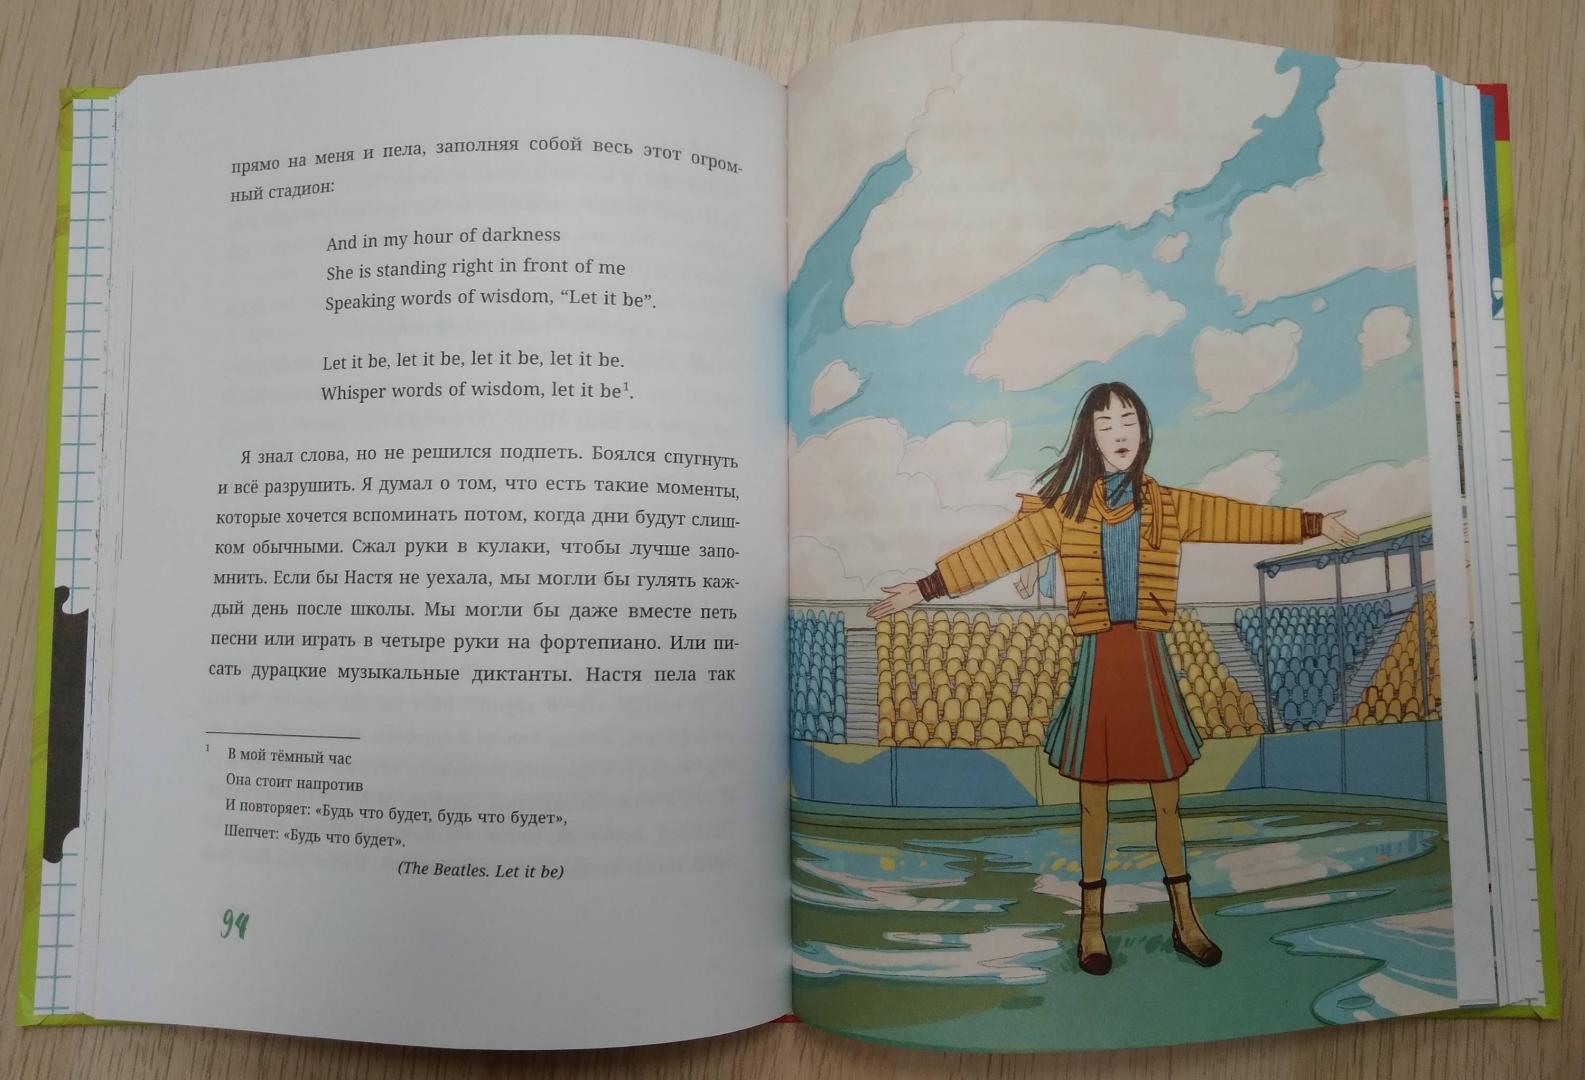 прямо на меня и пела, заполняя собой весь этот огром-
ный стадион:
And in my hour of darkness
She is standing right in front of me
Speaking words of wisdom, “Let it be”.
Let it be, let it be, let it be, let it be.
Whisper words of wisdom, let it be¹.
Я знал слова, но не решился подпеть. Боялся спугнуть
и всё разрушить. Я думал о том, что есть такие моменты,
которые хочется вспоминать потом, когда дни будут слиш-
ком обычными. Сжал руки в кулаки, чтобы лучше запо-
мнить. Если бы Настя не уехала, мы могли бы гулять каж-
дый день после школы. Мы могли бы даже вместе петь
песни или играть в четыре руки на фортепиано. Или пи-
сать дурацкие музыкальные диктанты. Настя пела так
¹ В мой тёмный час
Она стоит напротив
И повторяет: «Будь что будет, будь что будет»,
Шепчет: «Будь что будет».
(The Beatles. Let it be)
94